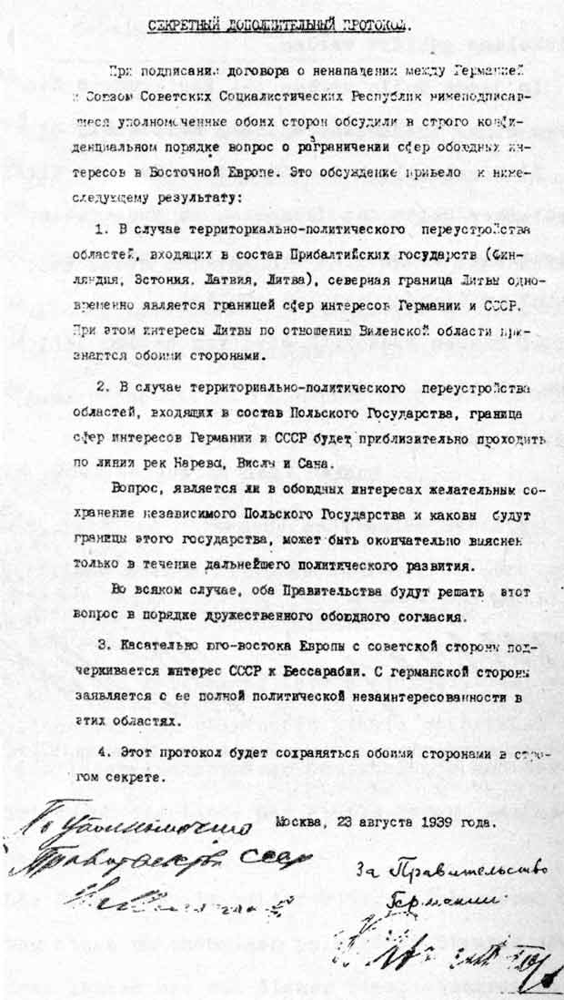 СЕКРЕТНЫЙ ДОПОЛНИТЕЛЬНЫЙ ПРОТОКОЛ.
При подписании договора о ненападении между Германией
и Союзом Советских Социалистических Республик нижеподписав-
шиеся уполномоченные обоих сторон обсудили в строго конфи-
денциальном порядке вопрос о разграничении сфер обоюдных ин-
тересов в Восточной Европе. Это обсуждение привело к ниже-
следующему результату:
1. В случае территориально-политического переустройства
областей, входящих в состав Прибалтийских государств (Фин-
ляндия, Эстония, Латвия, Литва), северная граница Литвы одно-
временно является границей сфер интересов Германии и СССР.
При этом интересы Литвы по отношению Виленской области при-
знаются обоими сторонами.
2. В случае территориально-политического переустройства
областей, входящих в состав Польского Государства, граница
сфер интересов Германии и СССР будет приблизительно проходить
по линии рек Нарева, Вислы и Сана.
Вопрос, является ли в обоюдных интересах желательным со-
хранение независимого Польского Государства и каковы будут
границы этого государства, может быть окончательно выяснен
только в течение дальнейшего политического развития.
Во всяком случае, оба Правительства будут решать этот
вопрос в порядке дружественного обоюдного согласия.
3. Касательно юго-востока Европы с советской стороны под-
черкивается интерес СССР к Бессарабии. С германской стороны
заявляется о ее полной политической незаинтересованности в
этих областях.
4. Этот протокол будет сохраняться обоими сторонами в стро-
гом секрете.
Москва, 23 августа 1939 года.
По уполномочию
Правительства СССР
За Правительство
Германии